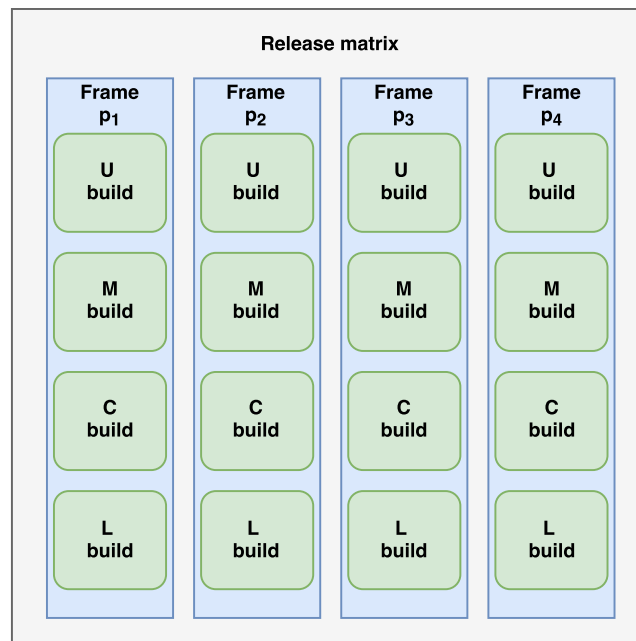 Release matrix
Frame
p₁
U
build
M
build
C
build
L
build
Frame
p₂
U
build
M
build
C
build
L
build
Frame
p₃
U
build
M
build
C
build
L
build
Frame
p₄
U
build
M
build
C
build
L
build